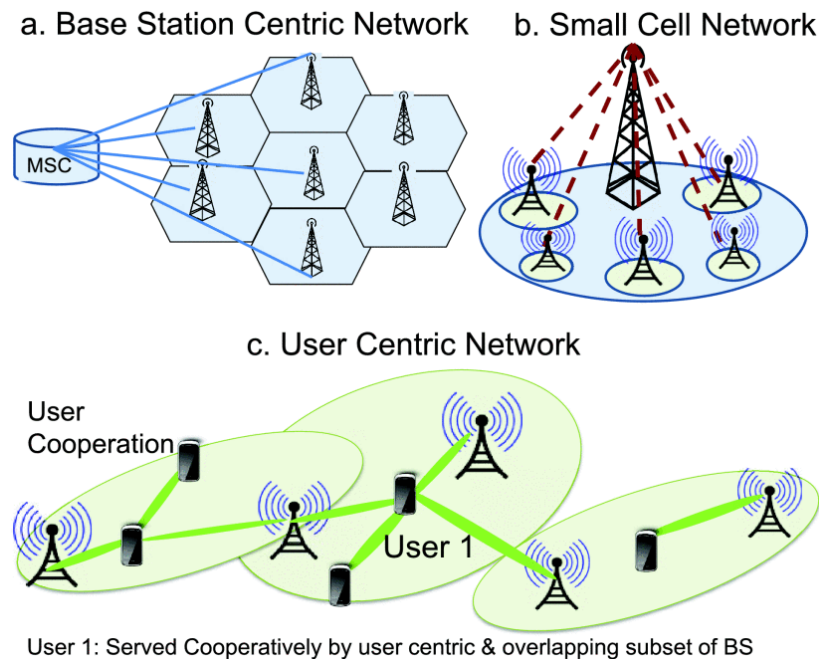 a. Base Station Centric Network
b. Small Cell Network
MSC
c. User Centric Network
User
Cooperation
User 1
User 1: Served Cooperatively by user centric & overlapping subset of BS